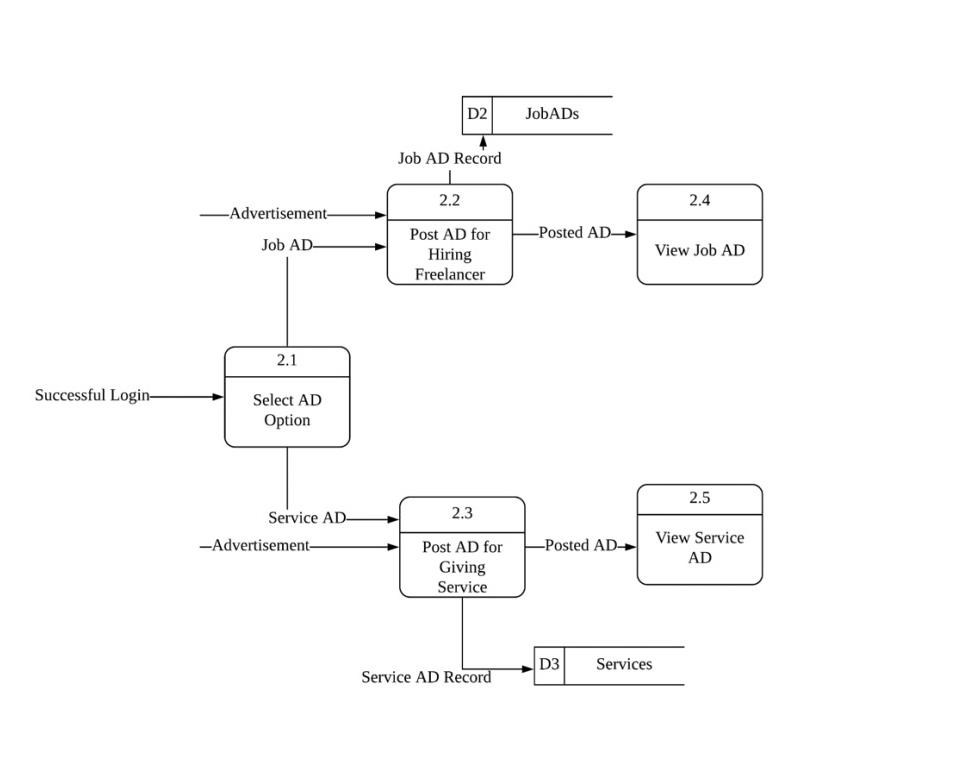 D2 JobADs
Job AD Record
2.2
2.4
Advertisement
Post AD for
Hiring
Freelancer
Posted AD
View Job AD
Job AD
2.1
Successful Login
Select AD
Option
Service AD
2.3
2.5
Advertisement
Post AD for
Giving
Service
Posted AD
View Service
AD
Service AD Record
D3 Services